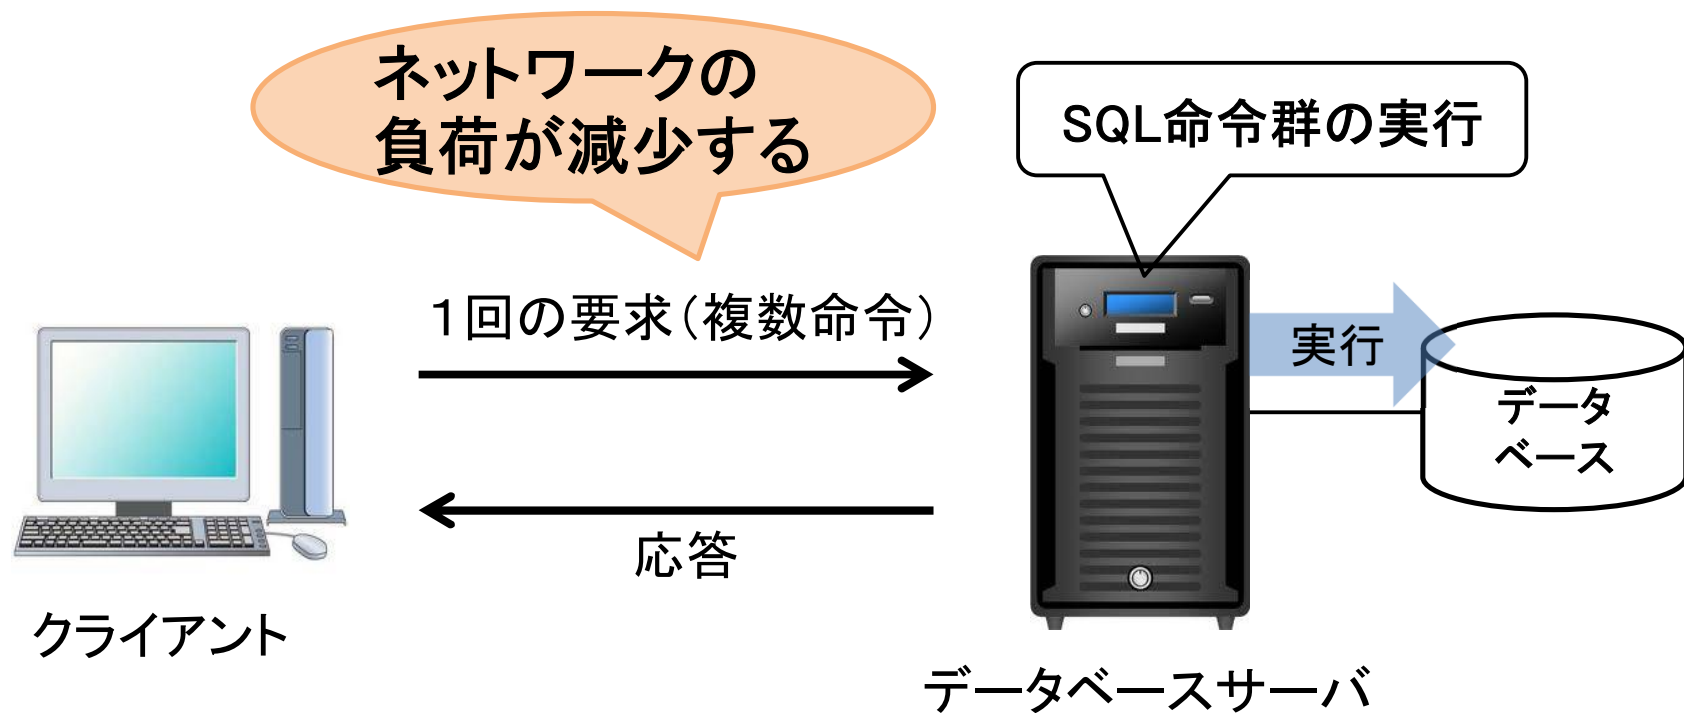 ネットワークの
負荷が減少する
SQL命令群の実行
１回の要求（複数命令）
実行
データ
ベース
応答
クライアント
データベースサーバ